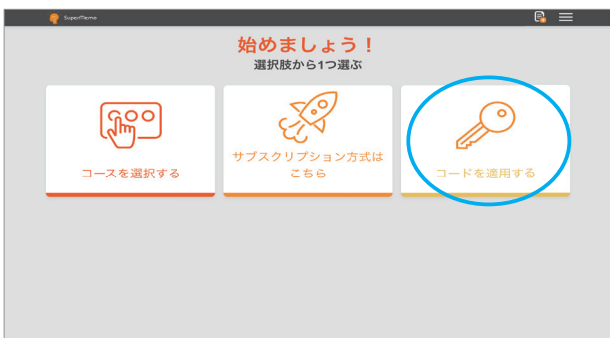 SuperMemo
始めましょう！
選択肢から1つ選ぶ
コースを選択する
サブスクリプション方式は
こちら
コードを適用する